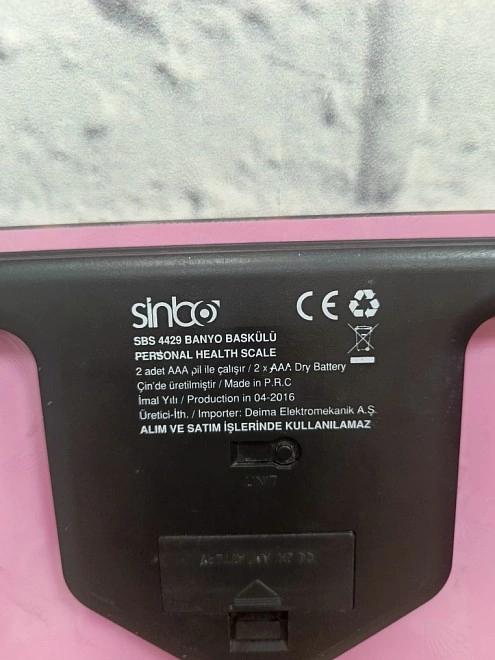 sinbo
CE
SBS 4429 BANYO BASKÜLÜ
PERSONAL HEALTH SCALE
2 adet AAA pil ile çalışır / 2 x AAA Dry Battery
Çin'de üretilmiştir / Made in P.R.C
İmal Yılı / Production in 04-2016
Üretici-İth. / Importer: Deima Elektromekanik A.Ş.
ALIM VE SATIM İŞLERİNDE KULLANILAMAZ
UNIT